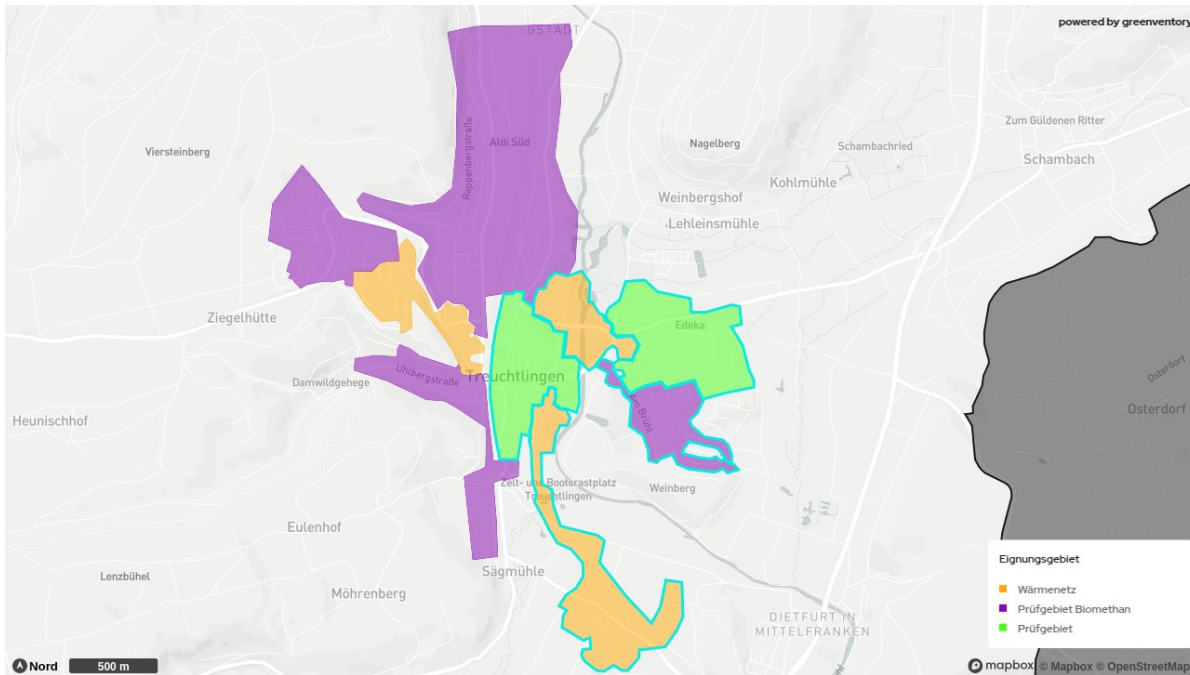 powered by greenventory
GSTADT
Zum Güldenen Ritter
Viersteinberg
Rappenbergstraße
Aldi Süd
Nagelberg
Schambachried
Schambach
Kohlmühle
Weinbergshof
Lehleinsmühle
Ziegelhütte
Edeka
Osterdorf
Treuchtlingen
Uhlbergstraße
Damwildgehege
Am Brühl
Heunischhof
Osterdorf
Zelt- und Bootsrastplatz
Treuchtlingen
Weinberg
Eulenhof
Sägmühle
Lenzbühel
Möhrenberg
DIETFURT IN
MITTELFRANKEN
Eignungsgebiet
Wärmenetz
Prüfgebiet Biomethan
Prüfgebiet
Nord
500 m
mapbox © Mapbox © OpenStreetMap